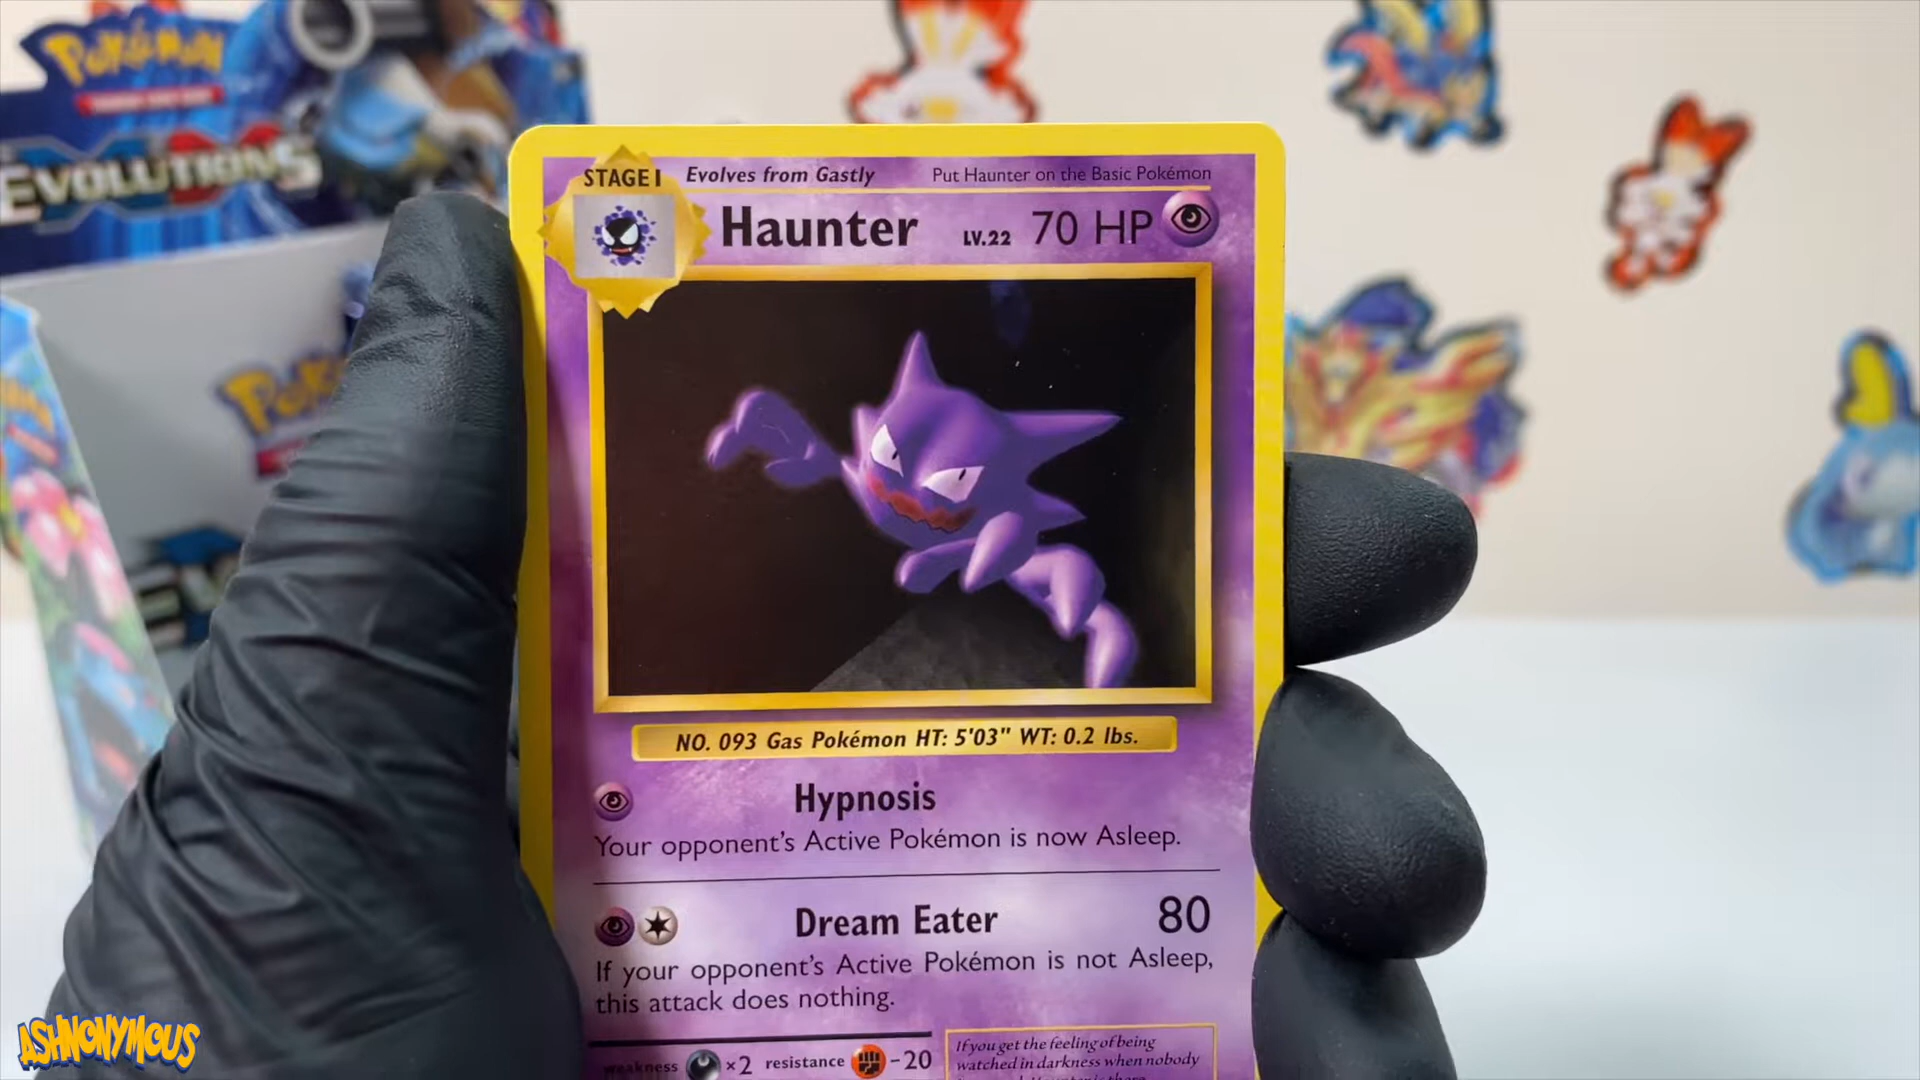 Pokémon
EVOLUTIONS
STAGE 1 Evolves from Gastly Put Haunter on the Basic Pokémon
Haunter LV.22 70 HP
NO. 093 Gas Pokémon HT: 5'03" WT: 0.2 lbs.
Hypnosis
Your opponent's Active Pokémon is now Asleep.
Dream Eater 80
If your opponent's Active Pokémon is not Asleep,
this attack does nothing.
weakness ×2 resistance -20
If you get the feeling of being
watched in darkness when nobody
ASHNONYMOUS